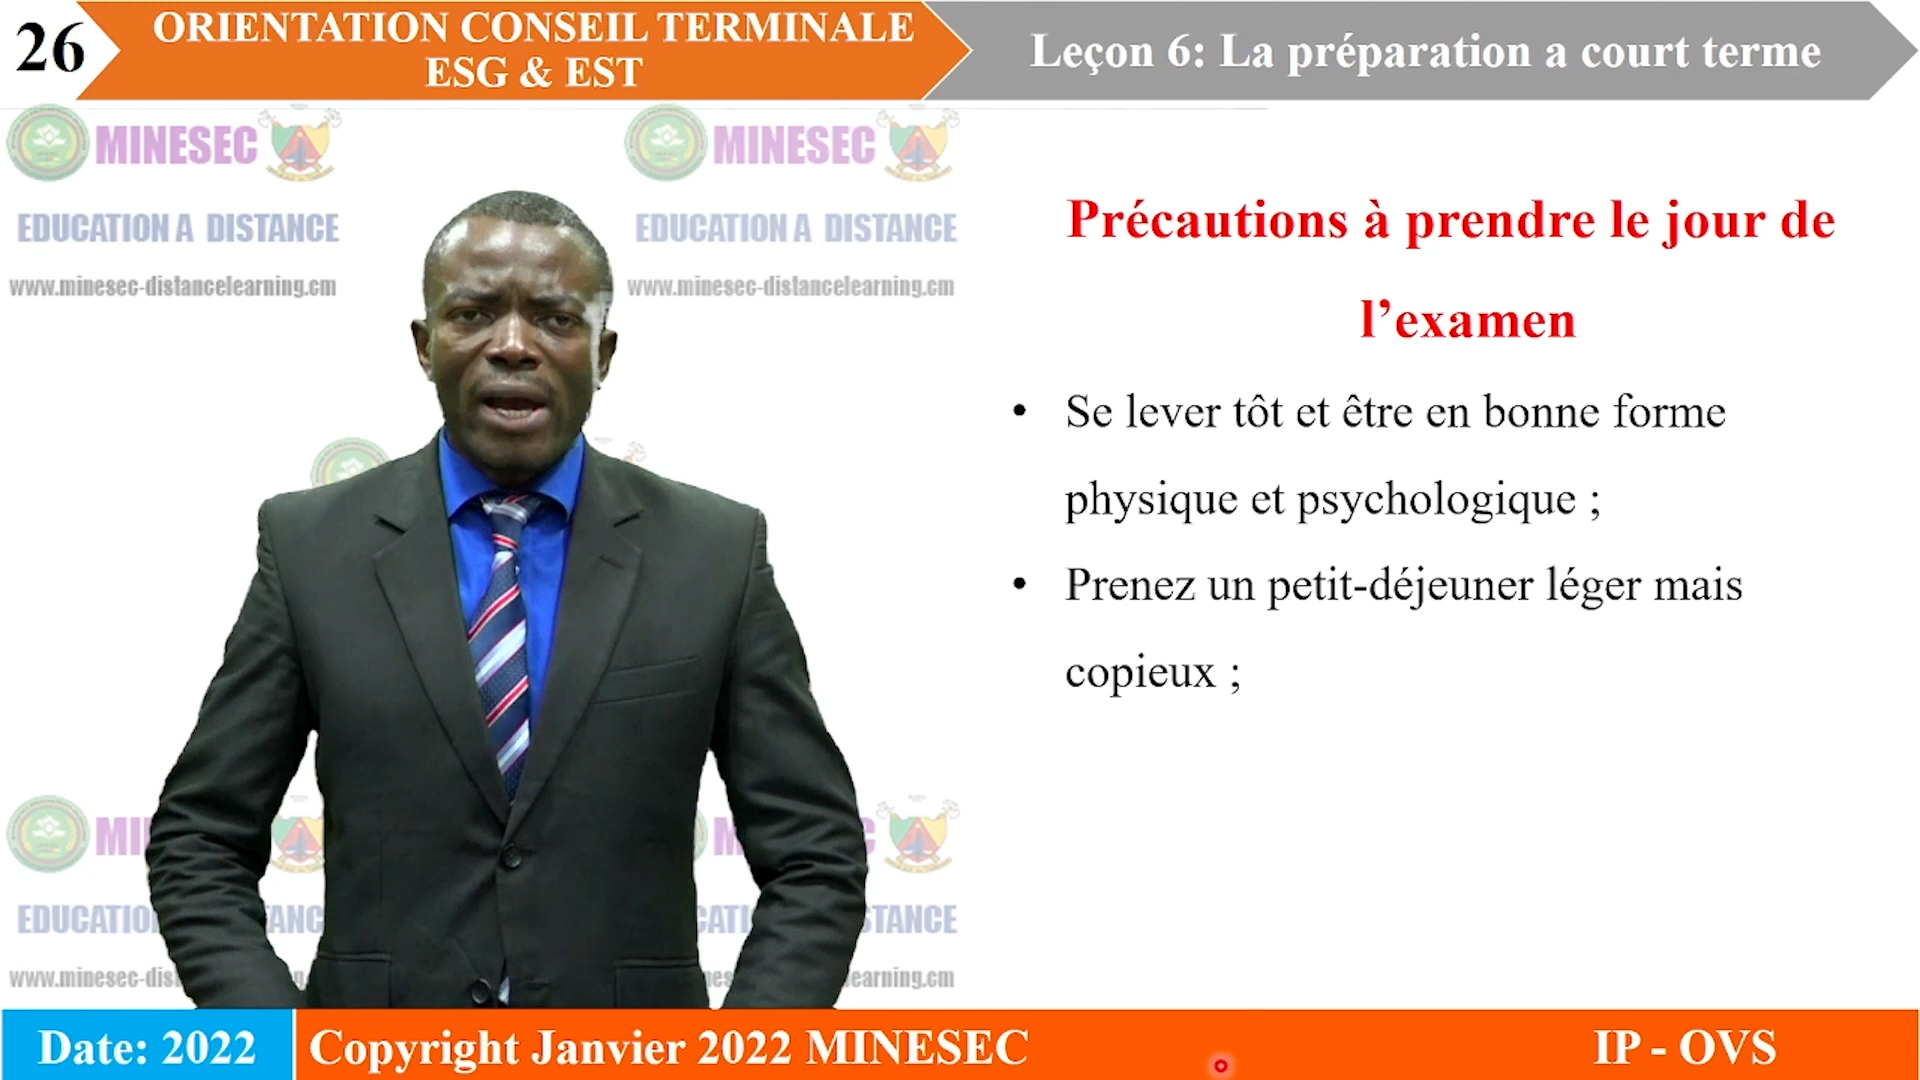 26
ORIENTATION CONSEIL TERMINALE
ESG & EST
Leçon 6: La préparation a court terme
MINESEC
EDUCATION A DISTANCE
www.minesec-distancelearning.cm
MINESEC
EDUCATION A DISTANCE
www.minesec-distancelearning.cm
Précautions à prendre le jour de
l’examen
• Se lever tôt et être en bonne forme
physique et psychologique ;
• Prenez un petit-déjeuner léger mais
copieux ;
Date: 2022
Copyright Janvier 2022 MINESEC
IP - OVS